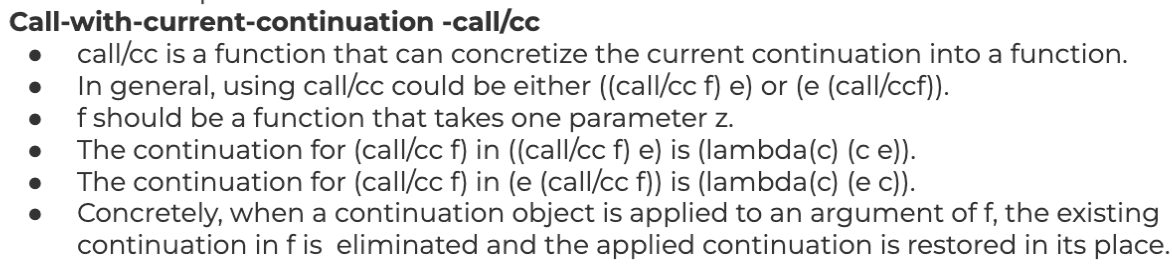 Call-with-current-continuation -call/cc
● call/cc is a function that can concretize the current continuation into a function.
● In general, using call/cc could be either ((call/cc f) e) or (e (call/ccf)).
● f should be a function that takes one parameter z.
● The continuation for (call/cc f) in ((call/cc f) e) is (lambda(c) (c e)).
● The continuation for (call/cc f) in (e (call/cc f)) is (lambda(c) (e c)).
● Concretely, when a continuation object is applied to an argument of f, the existing
continuation in f is eliminated and the applied continuation is restored in its place.